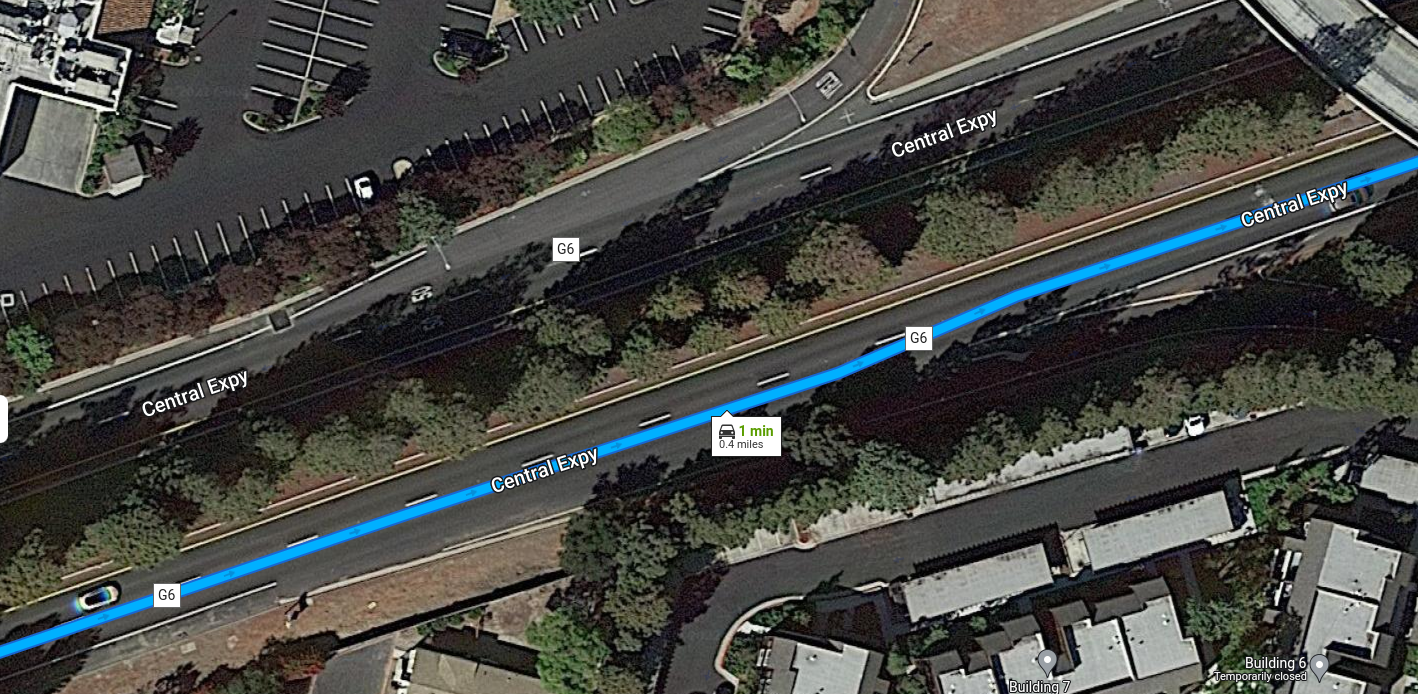 Central Expy
G6
Central Expy
Central Expy
G6
1 min
0.4 miles
Central Expy
G6
Building 6
Temporarily closed
Building 7